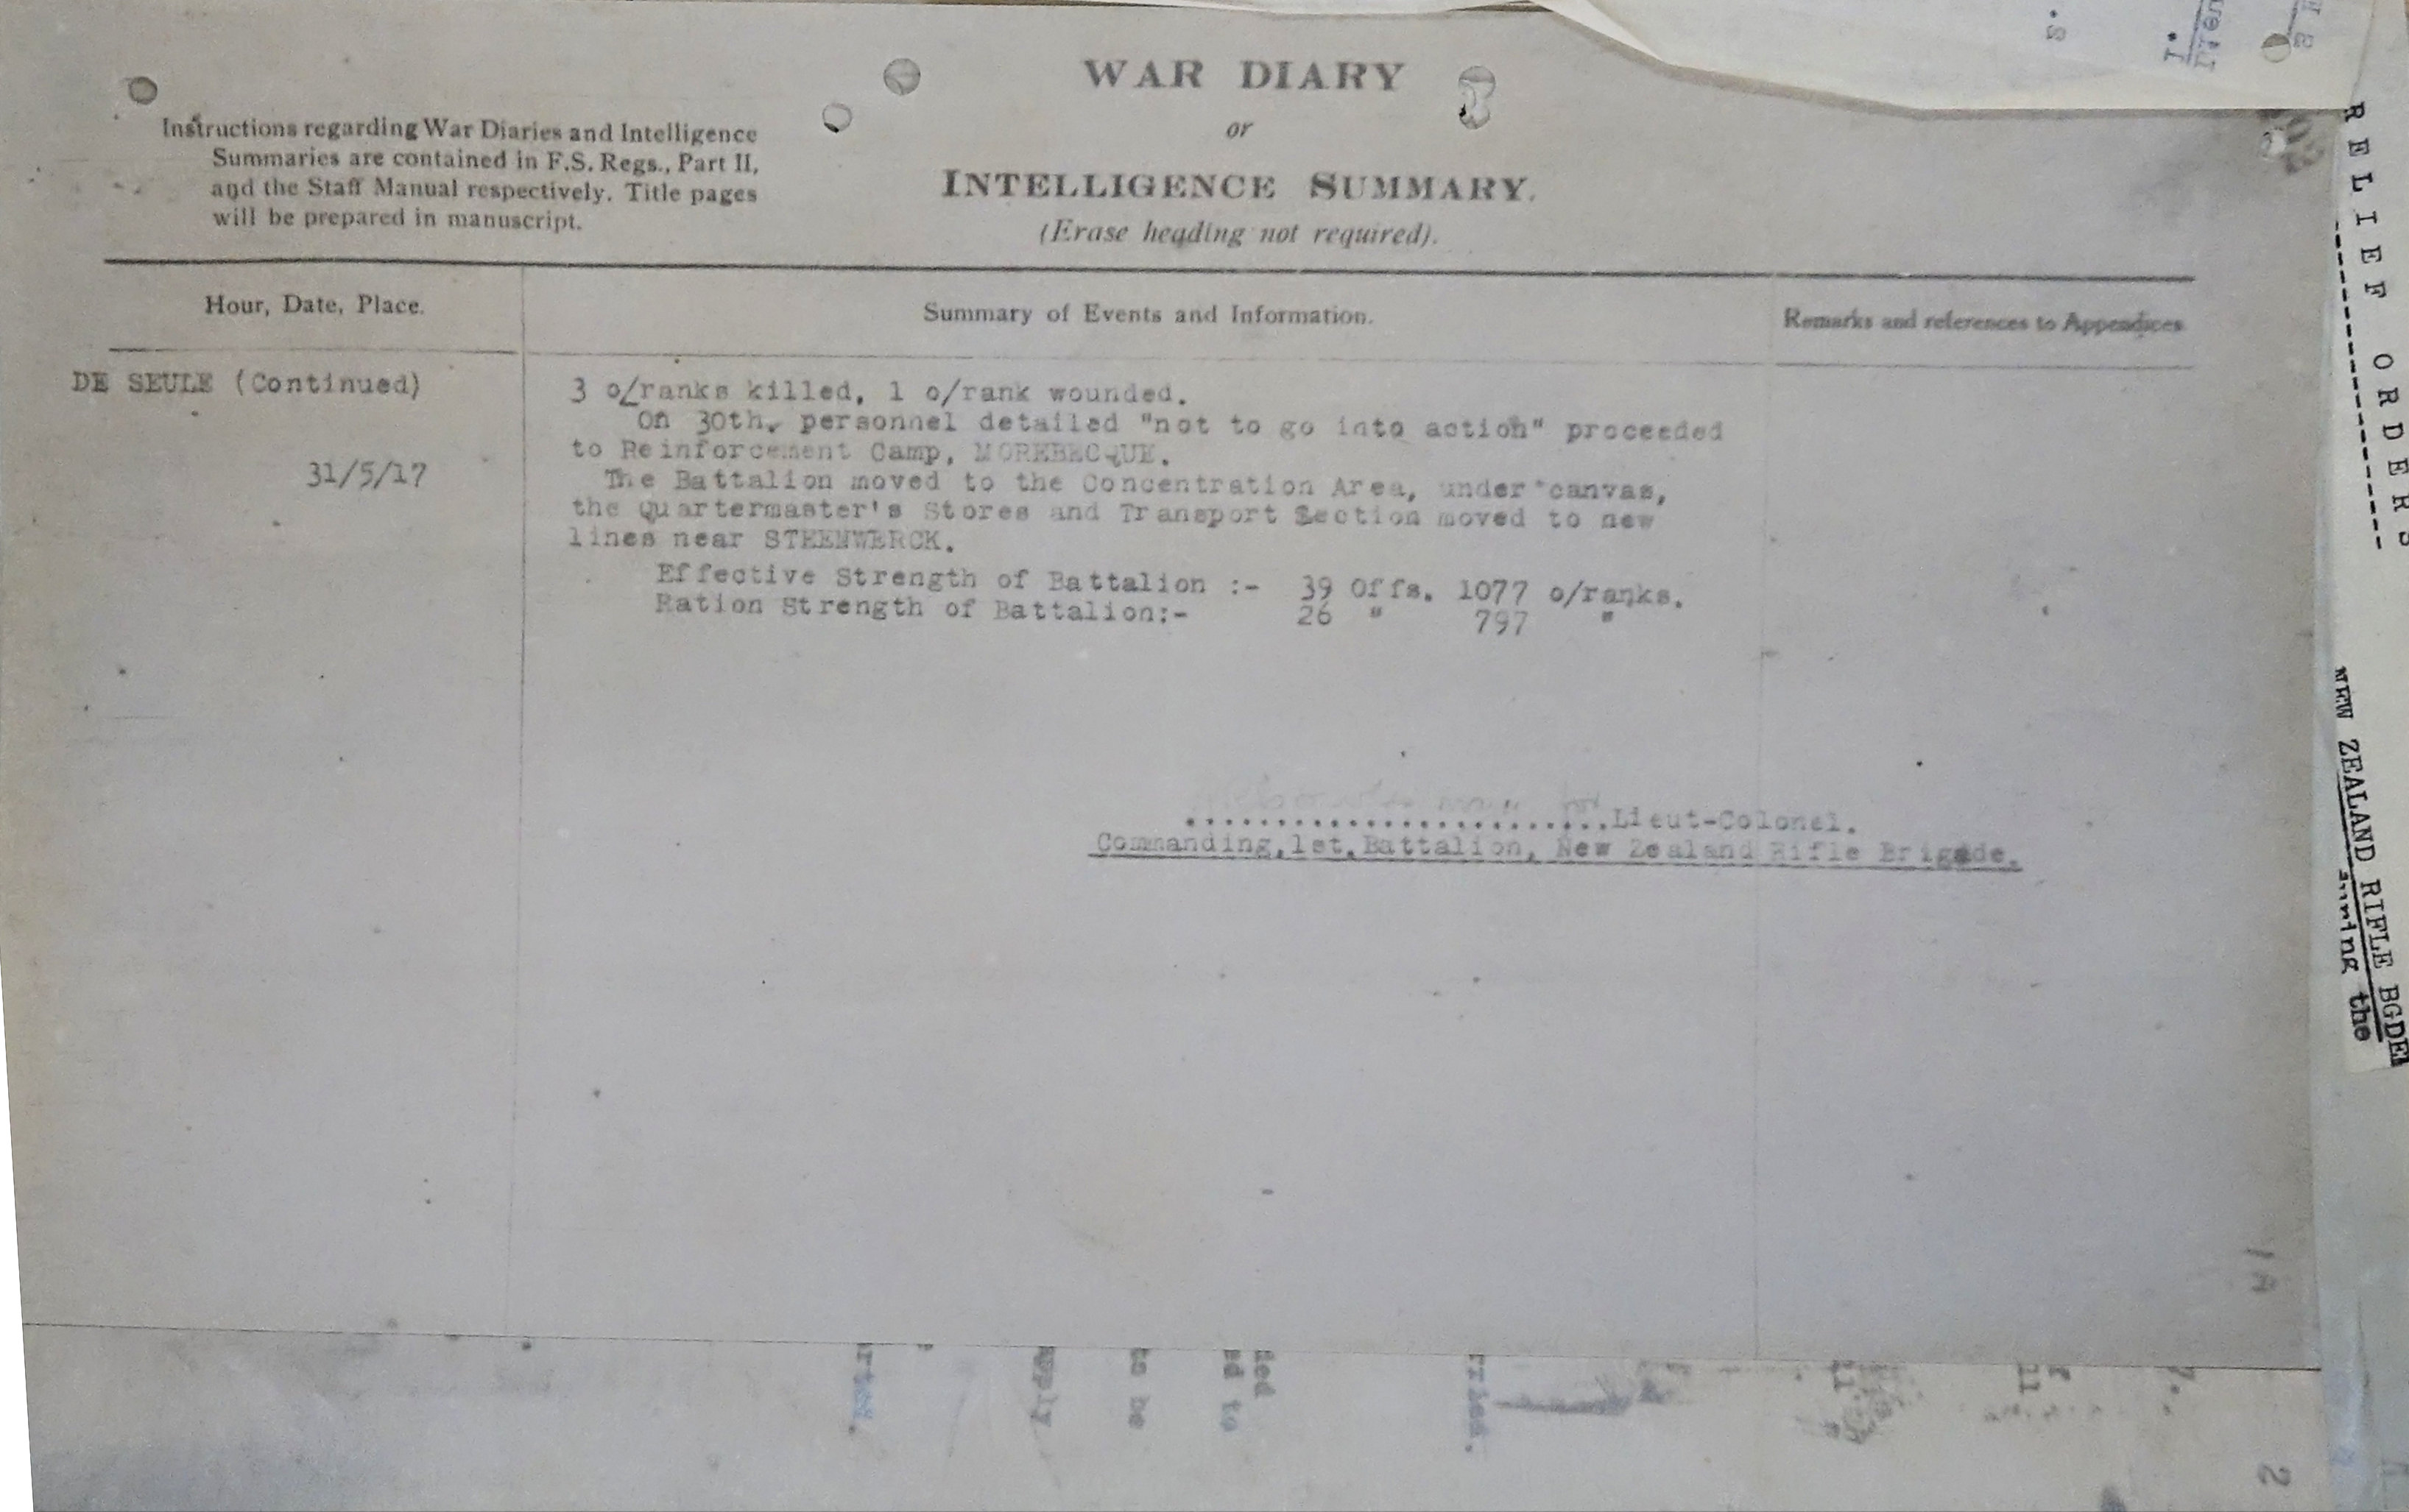 WAR DIARY
or
INTELLIGENCE SUMMARY.
(Erase heading not required).
Instructions regarding War Diaries and Intelligence
Summaries are contained in F.S. Regs., Part II,
and the Staff Manual respectively. Title pages
will be prepared in manuscript.
Hour, Date, Place.
Summary of Events and Information.
Remarks and references to Appendices
DE SEULE (Continued)
3 o/ranks killed, 1 o/rank wounded.
On 30th. personnel detailed "not to go into action" proceeded
to Reinforcement Camp, MOREBECQUE.
31/5/17
The Battalion moved to the Concentration Area, under canvas,
the Quartermaster's Stores and Transport Section moved to new
lines near STEENWERCK.
Effective Strength of Battalion :- 39 Offs. 1077 o/ranks.
Ration Strength of Battalion:- 26 " 797 "
..........................Lieut-Colonel.
Commanding, 1st. Battalion, New Zealand Rifle Brigade.
RELIEF ORDERS
NEW ZEALAND RIFLE BGDE
the
to be
2